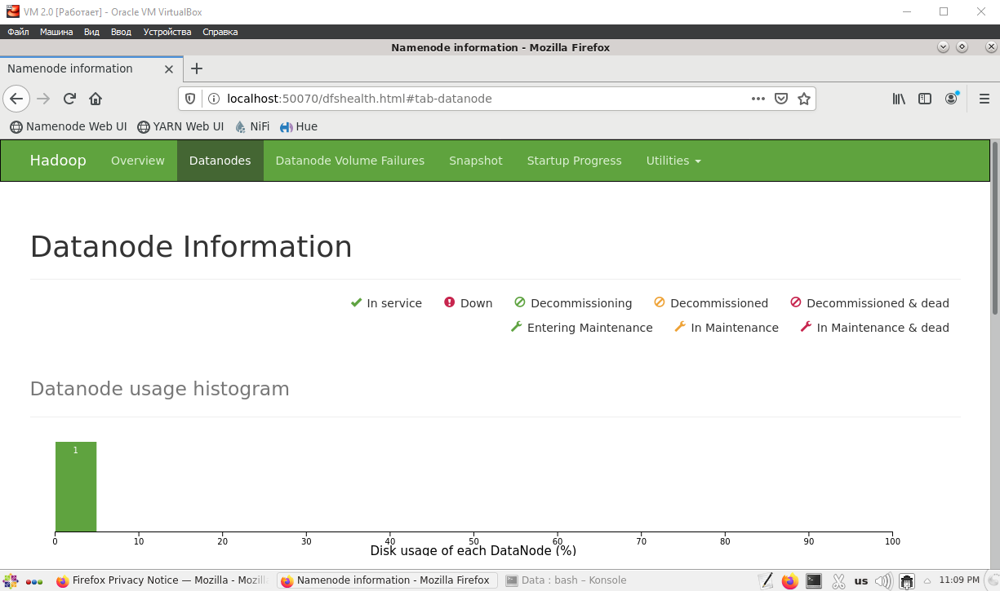 VM 2.0 [Работает] - Oracle VM VirtualBox
Файл Машина Вид Ввод Устройства Справка
Namenode information - Mozilla Firefox
Namenode information
localhost:50070/dfshealth.html#tab-datanode
Namenode Web UI YARN Web UI NiFi Hue
Hadoop Overview Datanodes Datanode Volume Failures Snapshot Startup Progress Utilities
Datanode Information
In service Down Decommissioning Decommissioned Decommissioned & dead
Entering Maintenance In Maintenance In Maintenance & dead
Datanode usage histogram
1
0 10 20 30 40 50 60 70 80 90 100
Disk usage of each DataNode (%)
Firefox Privacy Notice — Mozilla - Mozil Namenode information - Mozilla Firefox Data : bash – Konsole us 11:09 PM